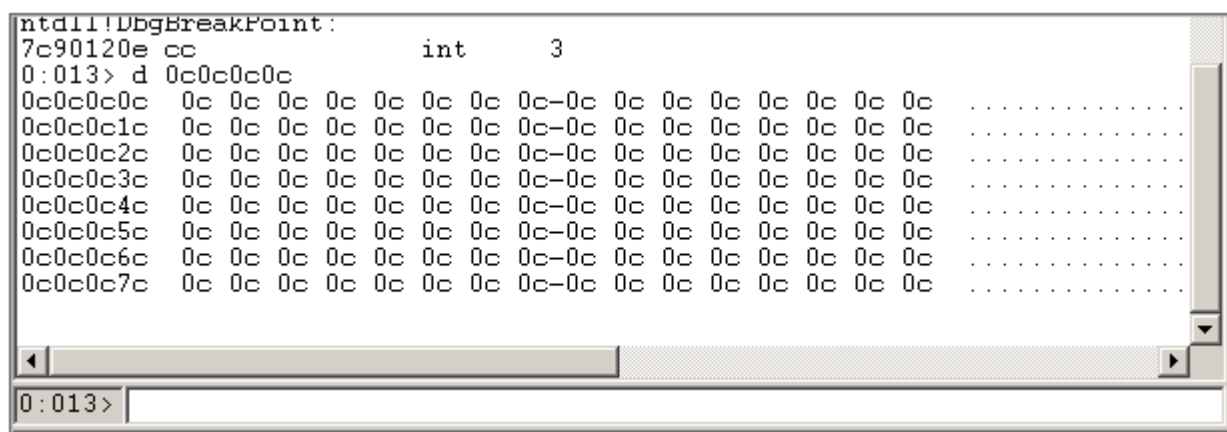 ntdll!DbgBreakPoint:
7c90120e cc              int     3
0:013> d 0c0c0c0c
0c0c0c0c  0c 0c 0c 0c 0c 0c 0c 0c-0c 0c 0c 0c 0c 0c 0c 0c  ...............
0c0c0c1c  0c 0c 0c 0c 0c 0c 0c 0c-0c 0c 0c 0c 0c 0c 0c 0c  ...............
0c0c0c2c  0c 0c 0c 0c 0c 0c 0c 0c-0c 0c 0c 0c 0c 0c 0c 0c  ...............
0c0c0c3c  0c 0c 0c 0c 0c 0c 0c 0c-0c 0c 0c 0c 0c 0c 0c 0c  ...............
0c0c0c4c  0c 0c 0c 0c 0c 0c 0c 0c-0c 0c 0c 0c 0c 0c 0c 0c  ...............
0c0c0c5c  0c 0c 0c 0c 0c 0c 0c 0c-0c 0c 0c 0c 0c 0c 0c 0c  ...............
0c0c0c6c  0c 0c 0c 0c 0c 0c 0c 0c-0c 0c 0c 0c 0c 0c 0c 0c  ...............
0c0c0c7c  0c 0c 0c 0c 0c 0c 0c 0c-0c 0c 0c 0c 0c 0c 0c 0c  ...............
0:013>